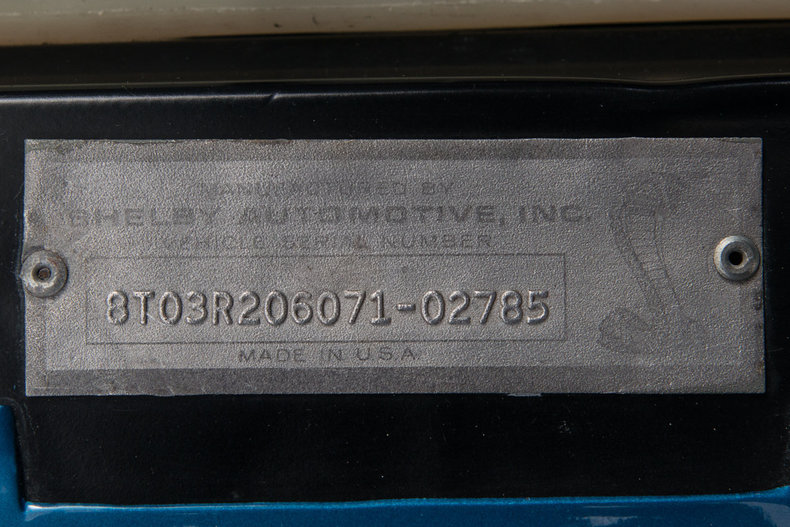 MANUFACTURED BY
SHELBY AUTOMOTIVE, INC.
VEHICLE SERIAL NUMBER
8T03R206071-02785
MADE IN U.S.A.